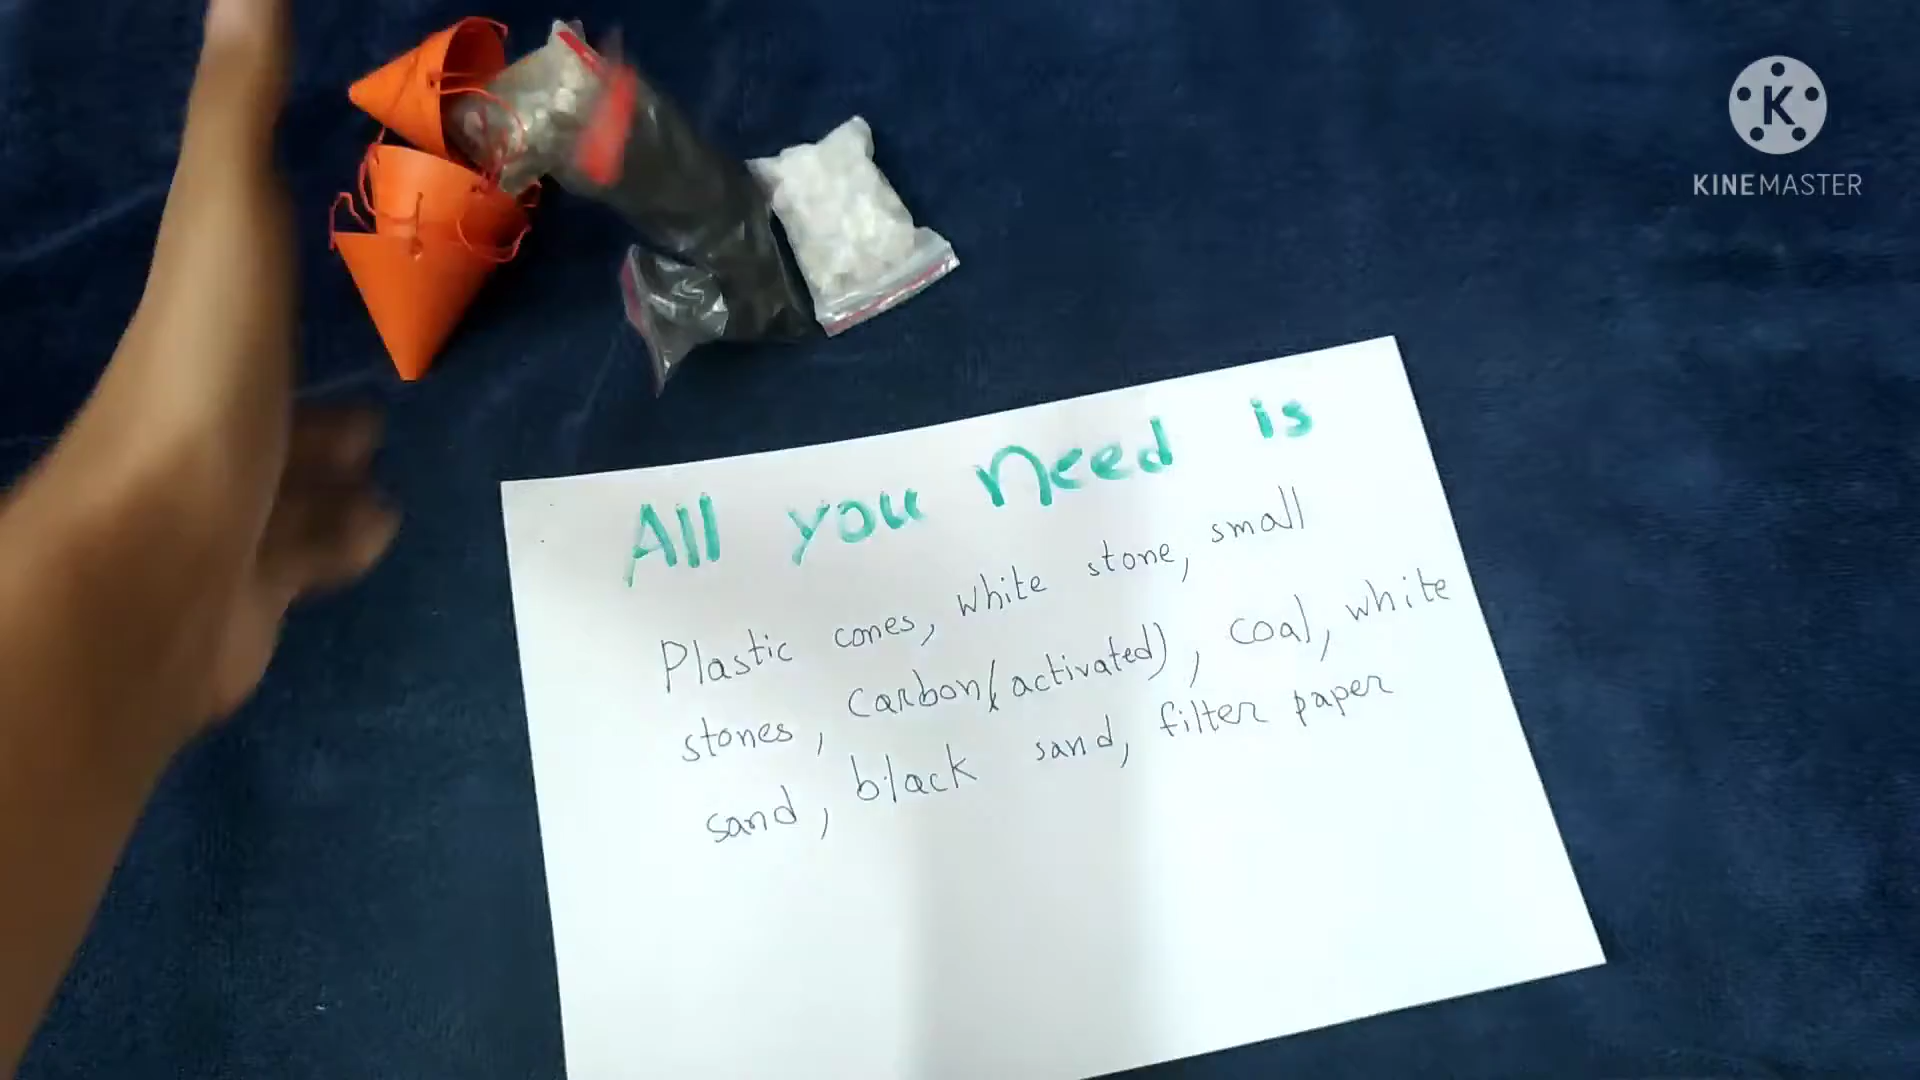 K
KINEMASTER
All you need is
Plastic cones, white stone, small
stones, carbon(activated), coal, white
sand, black sand, filter paper